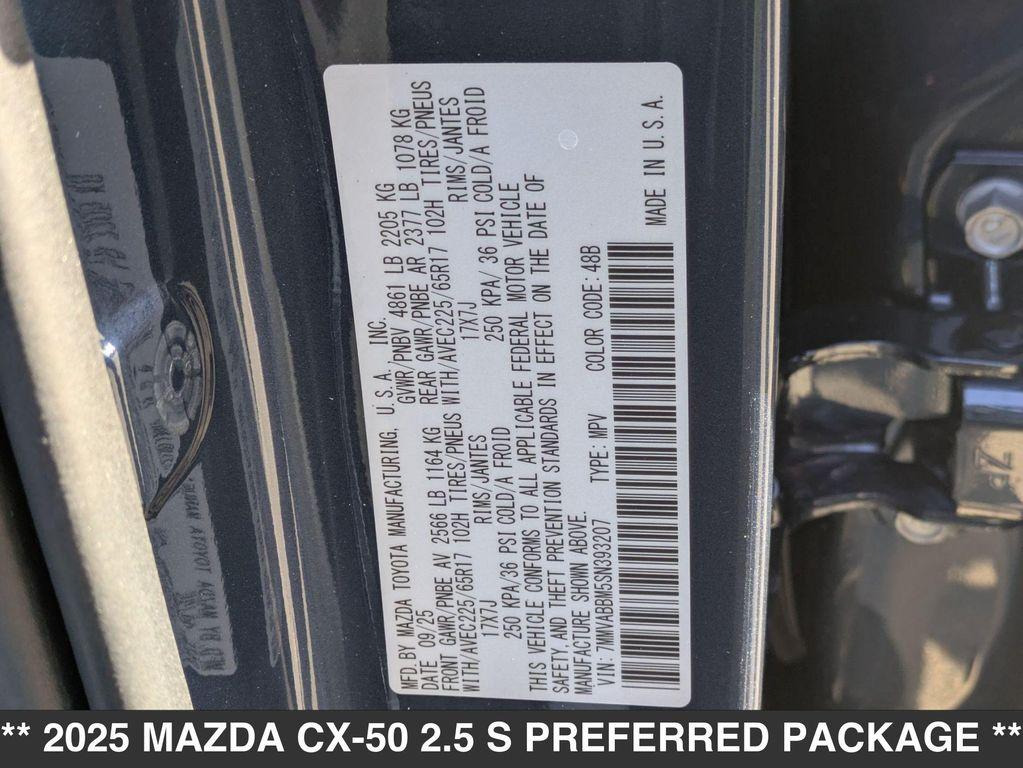 MFD.BY MAZDA TOYOTA MANUFACTURING, U.S.A. INC.
DATE 09/25 GVWR/PNBV 4861 LB 2205 KG
FRONT GAWR/PNBE AV 2566 LB 1164 KG REAR GAWR/PNBE AR 2377 LB 1078 KG
WITH/AVEC225/65R17 102H TIRES/PNEUS WITH/AVEC225/65R17 102H TIRES/PNEUS
17X7J RIMS/JANTES 17X7J RIMS/JANTES
250 KPA/36 PSI COLD/A FROID 250 KPA/ 36 PSI COLD/A FROID
THIS VEHICLE CONFORMS TO ALL APPLICABLE FEDERAL MOTOR VEHICLE
SAFETY, AND THEFT PREVENTION STANDARDS IN EFFECT ON THE DATE OF
MANUFACTURE SHOWN ABOVE.
VIN: 7MMVABBM5SN393207 TYPE: MPV COLOR CODE: 48B
MADE IN U.S.A.
** 2025 MAZDA CX-50 2.5 S PREFERRED PACKAGE **